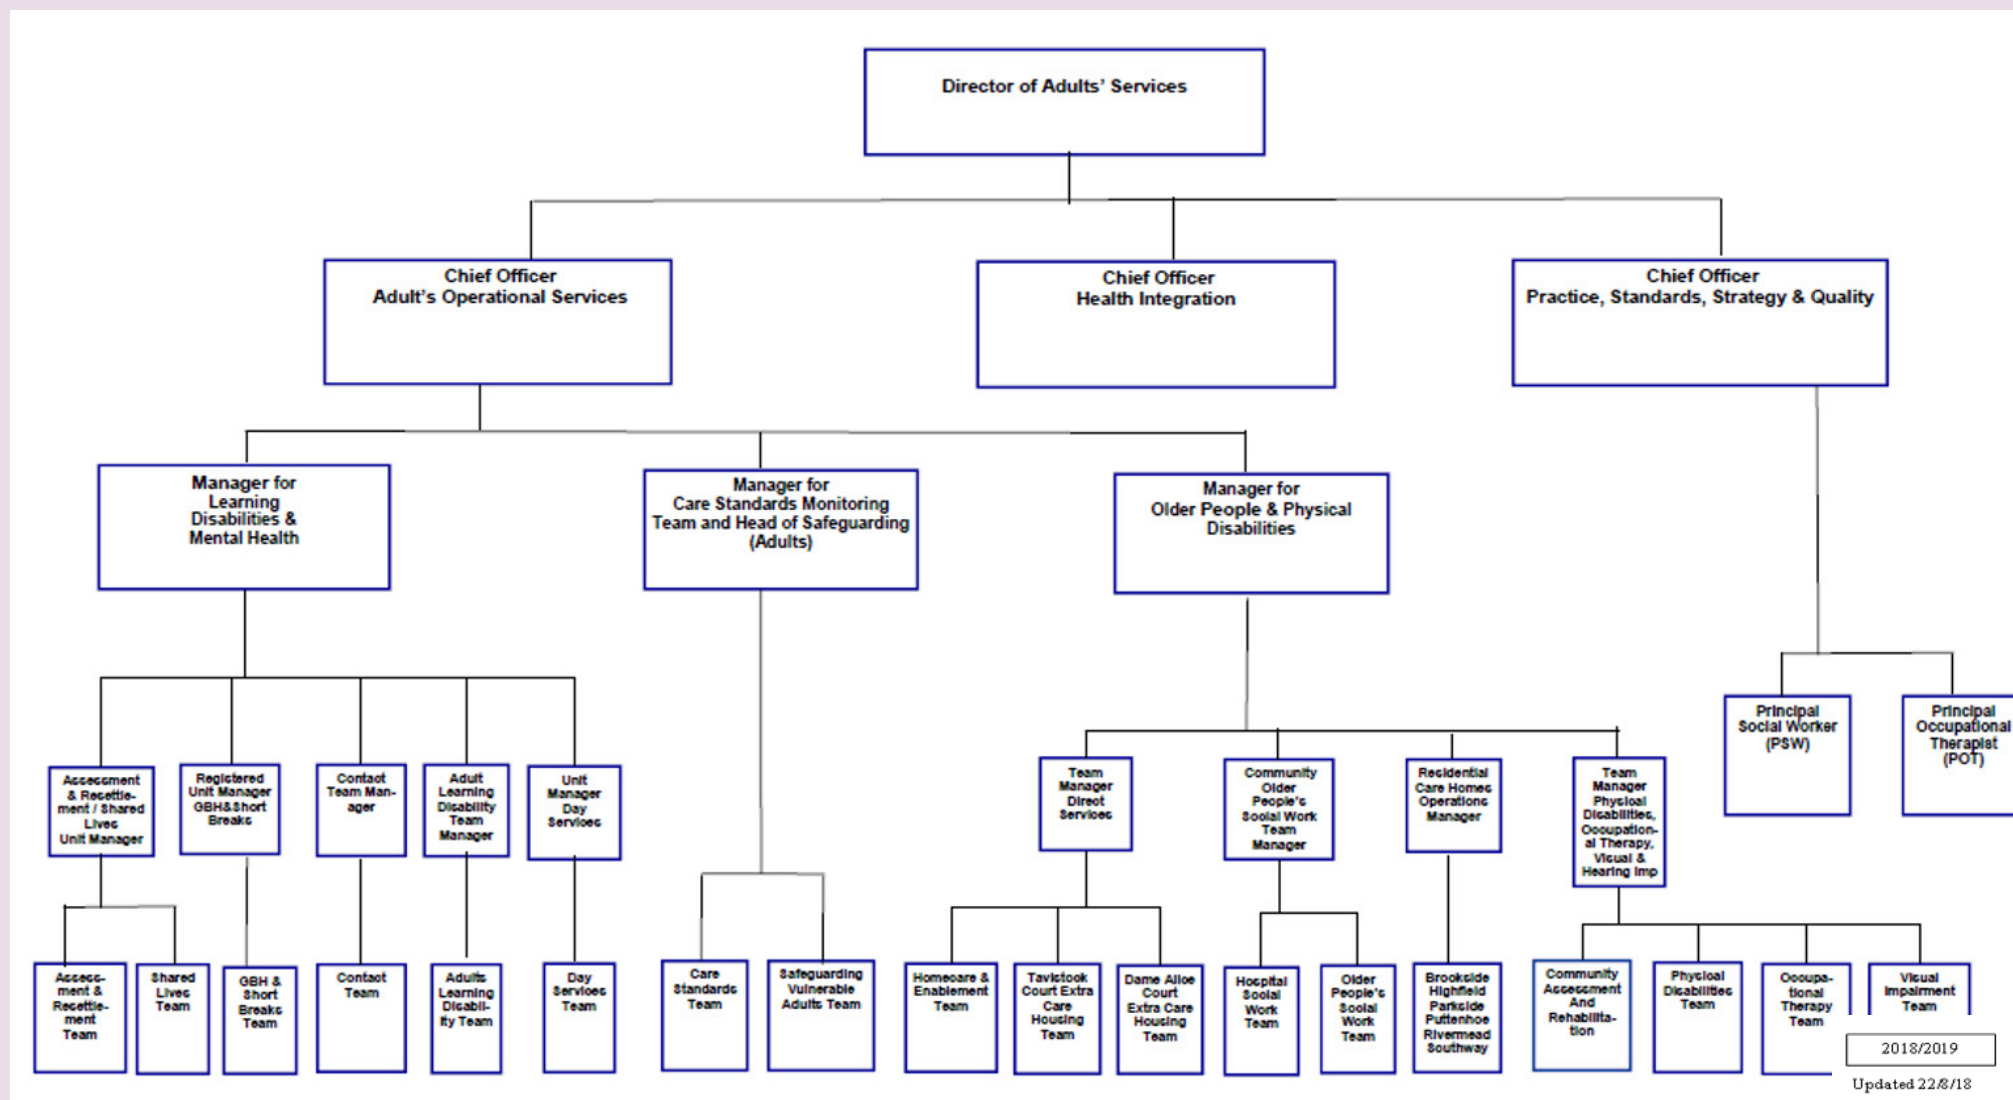 Director of Adults' Services
Chief Officer
Adult's Operational Services
Chief Officer
Health Integration
Chief Officer
Practice, Standards, Strategy & Quality
Manager for
Learning
Disabilities &
Mental Health
Manager for
Care Standards Monitoring
Team and Head of Safeguarding
(Adults)
Manager for
Older People & Physical
Disabilities
Principal
Social Worker
(PSW)
Principal
Occupational
Therapist
(POT)
Assessment
& Resettle-
ment / Shared
Lives
Unit Manager
Registered
Unit Manager
GBH&Short
Breaks
Contact
Team Man-
ager
Adult
Learning
Disability
Team
Manager
Unit
Manager
Day
Services
Team
Manager
Direct
Services
Community
Older
People's
Social Work
Team
Manager
Residential
Care Homes
Operations
Manager
Team
Manager
Physical
Disabilities,
Occupation-
al Therapy,
Visual &
Hearing Imp
Assess-
ment &
Resettle-
ment
Team
Shared
Lives
Team
GBH &
Short
Breaks
Team
Contact
Team
Adults
Learning
Disabil-
ity Team
Day
Services
Team
Care
Standards
Team
Safeguarding
Vulnerable
Adults Team
Homecare &
Enablement
Team
Tavistock
Court Extra
Care
Housing
Team
Dame Alice
Court
Extra Care
Housing
Team
Hospital
Social
Work
Team
Older
People's
Social
Work
Team
Brookside
Highfield
Parkside
Puttenhoe
Rivermead
Southway
Community
Assessment
And
Rehabilita-
tion
Physical
Disabilities
Team
Occupa-
tional
Therapy
Team
Visual
Impairment
Team
2018/2019
Updated 22/8/18